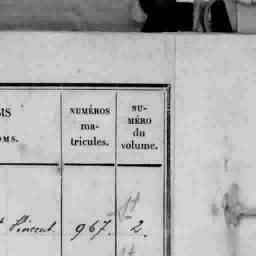 MS
OMS.
NUMÉROS
ma-
tricules.
NU-
MÉRO
du
volume.
Vincent 967. 2.